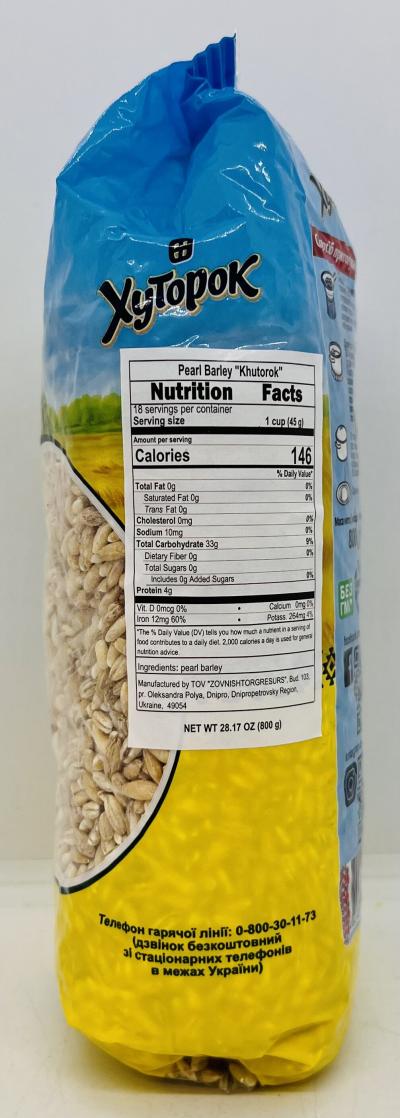 Хуторок
Pearl Barley "Khutorok"
Nutrition Facts
18 servings per container
Serving size 1 cup (45 g)
Amount per serving
Calories 146
% Daily Value*
Total Fat 0g 0%
Saturated Fat 0g 0%
Trans Fat 0g
Cholesterol 0mg 0%
Sodium 10mg 0%
Total Carbohydrate 33g 9%
Dietary Fiber 0g 0%
Total Sugars 0g
Includes 0g Added Sugars 0%
Protein 4g
Vit. D 0mcg 0% • Calcium 0mg 0%
Iron 12mg 60% • Potass. 264mg 4%
*The % Daily Value (DV) tells you how much a nutrient in a serving of
food contributes to a daily diet. 2,000 calories a day is used for general
nutrition advice.
Ingredients: pearl barley
Manufactured by TOV "ZOVNISHTORGRESURS", Bud. 103,
pr. Oleksandra Polya, Dnipro, Dnipropetrovsky Region,
Ukraine, 49054
NET WT 28.17 OZ (800 g)
Телефон гарячої лінії: 0-800-30-11-73
(дзвінок безкоштовний
зі стаціонарних телефонів
в межах України)
Спосіб
БЕЗ
ГМО